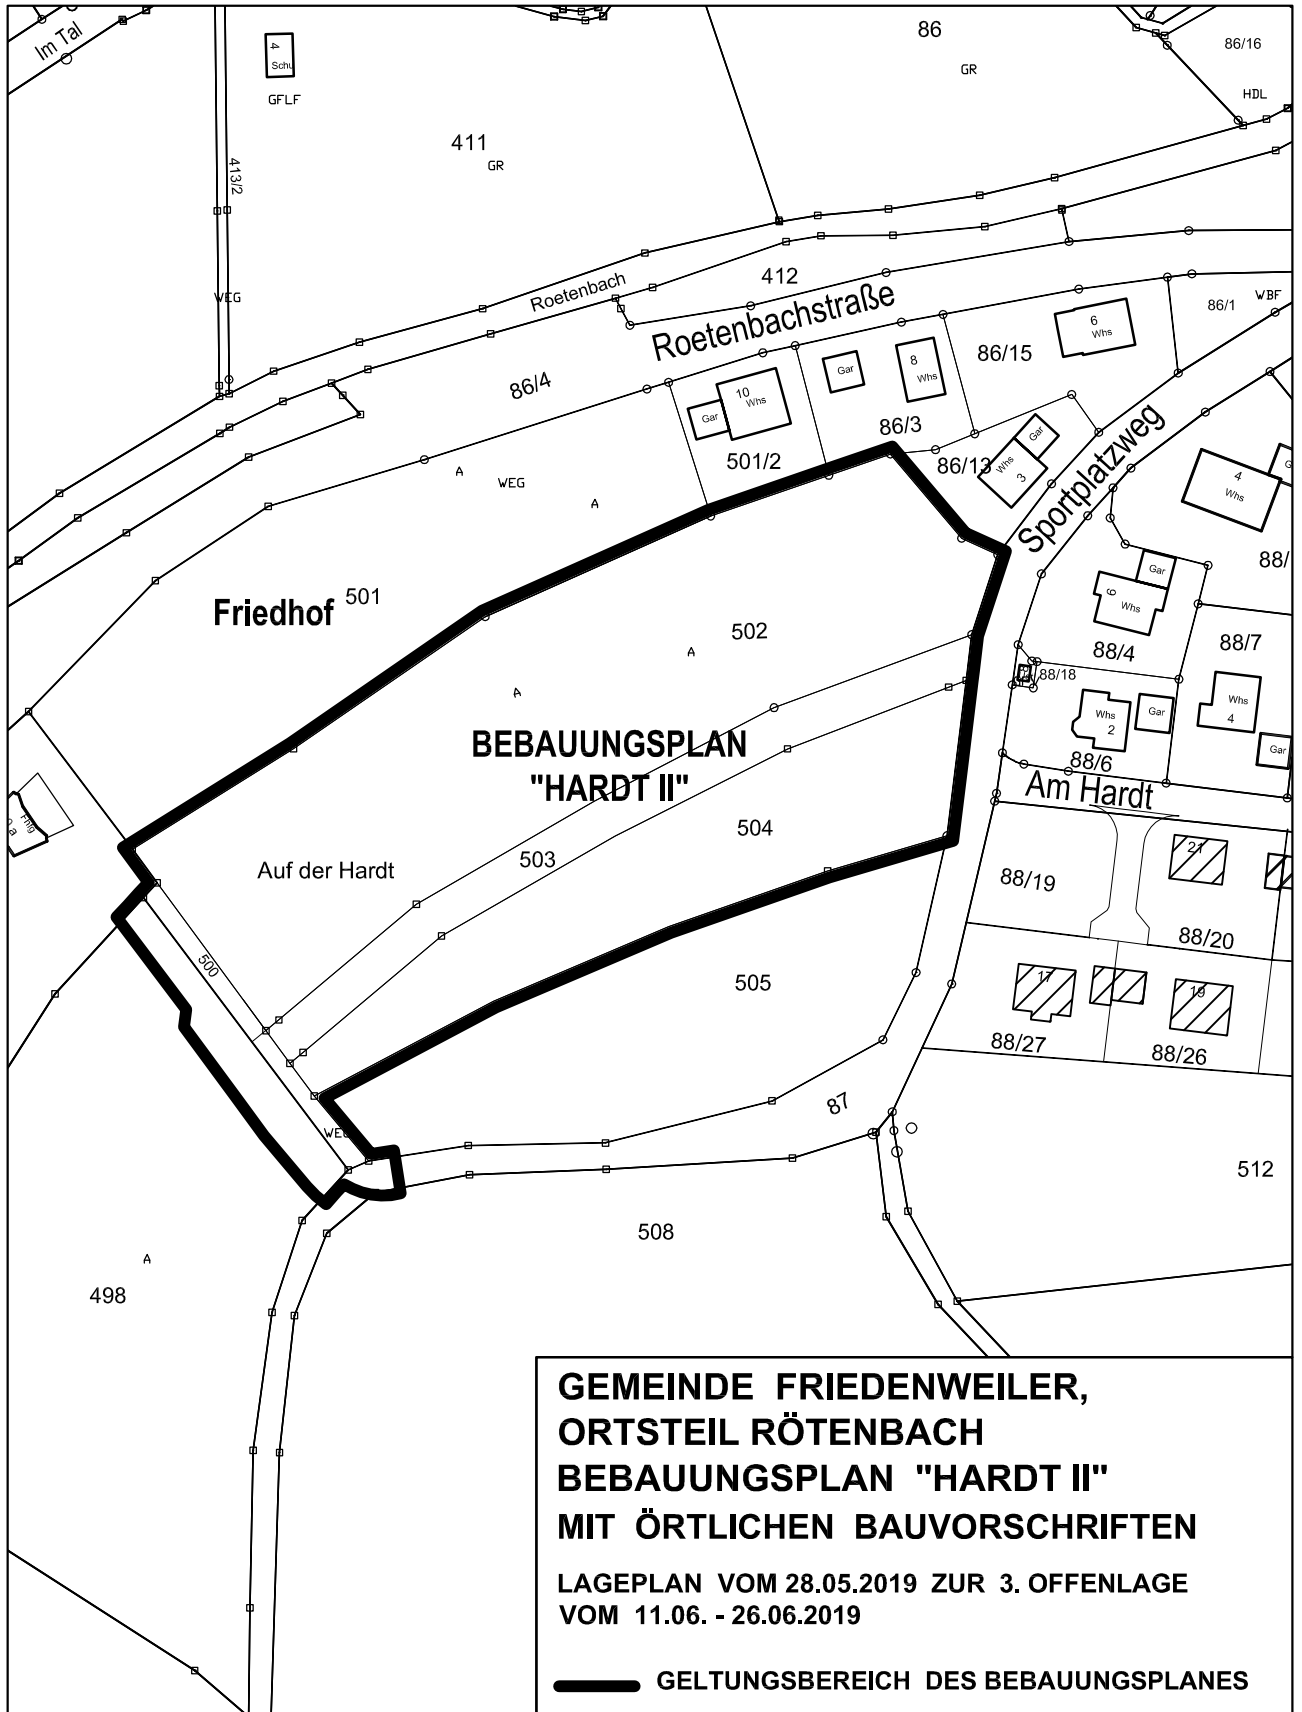 Im Tal
4
Schu
GFLF
413/2
WEG
411
GR
86
GR
86/16
HDL
Roetenbach
412
Roetenbachstraße
86/1
WBF
86/4
6
Whs
86/15
Gar
8
Whs
86/3
10
Whs
Gar
501/2
86/13
Gar
Whs
3
Sportplatzweg
4
Whs
88/
A
WEG
A
Friedhof
501
502
A
A
Gar
6
Whs
88/4
88/7
88/18
Whs
2
Gar
88/6
Whs
4
Gar
Am Hardt
BEBAUUNGSPLAN
"HARDT II"
Fhlg
504
503
Auf der Hardt
21
88/19
88/20
500
505
17
19
88/27
88/26
87
WEG
512
508
A
498
GEMEINDE FRIEDENWEILER,
ORTSTEIL RÖTENBACH
BEBAUUNGSPLAN "HARDT II"
MIT ÖRTLICHEN BAUVORSCHRIFTEN
LAGEPLAN VOM 28.05.2019 ZUR 3. OFFENLAGE
VOM 11.06. - 26.06.2019
GELTUNGSBEREICH DES BEBAUUNGSPLANES